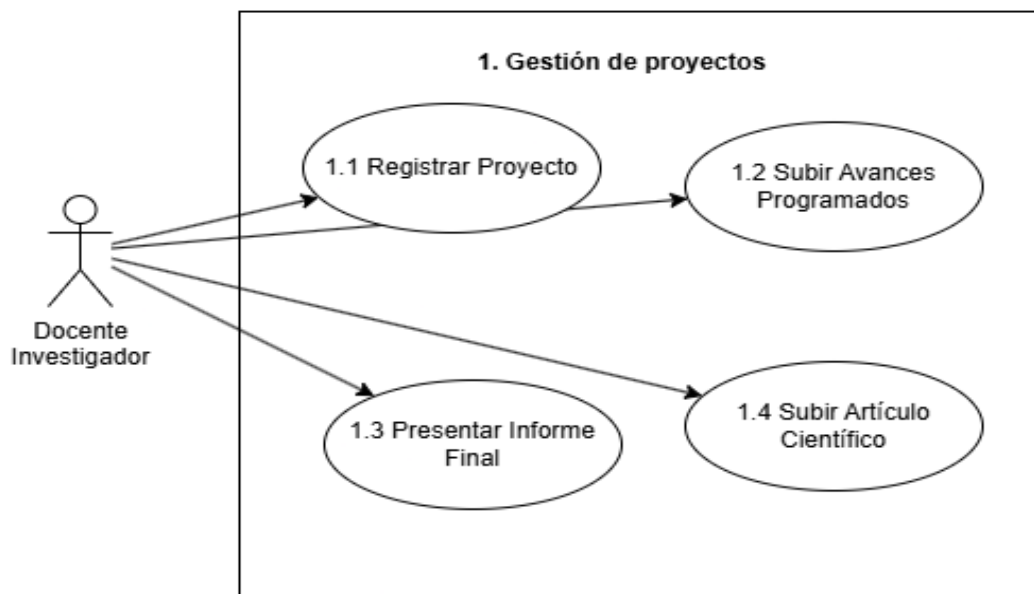 1. Gestión de proyectos
1.1 Registrar Proyecto
1.2 Subir Avances
Programados
Docente
Investigador
1.3 Presentar Informe
Final
1.4 Subir Artículo
Científico